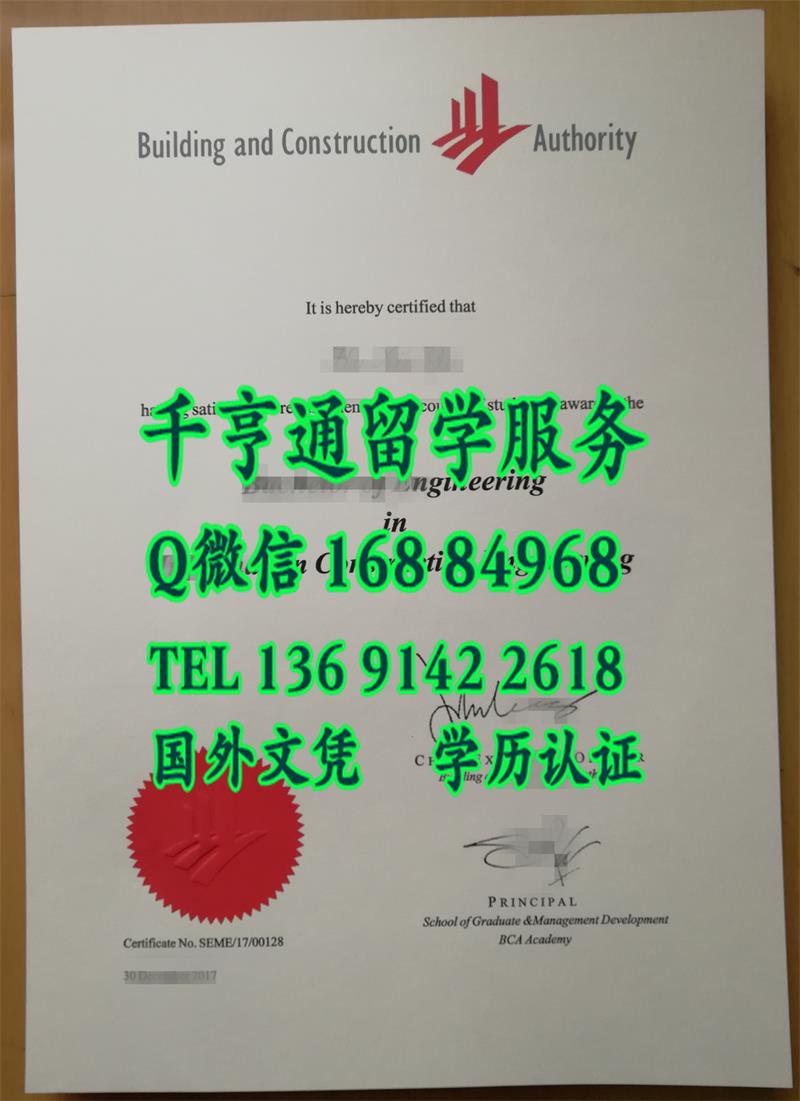 Building and Construction Authority
It is hereby certified that
千亨通留学服务
Engineering
in
Q微信 168 84968
TEL 136 9142 2618
国外文凭 学历认证
PRINCIPAL
School of Graduate &Management Development
BCA Academy
Certificate No. SEME/17/00128
30 December 2017